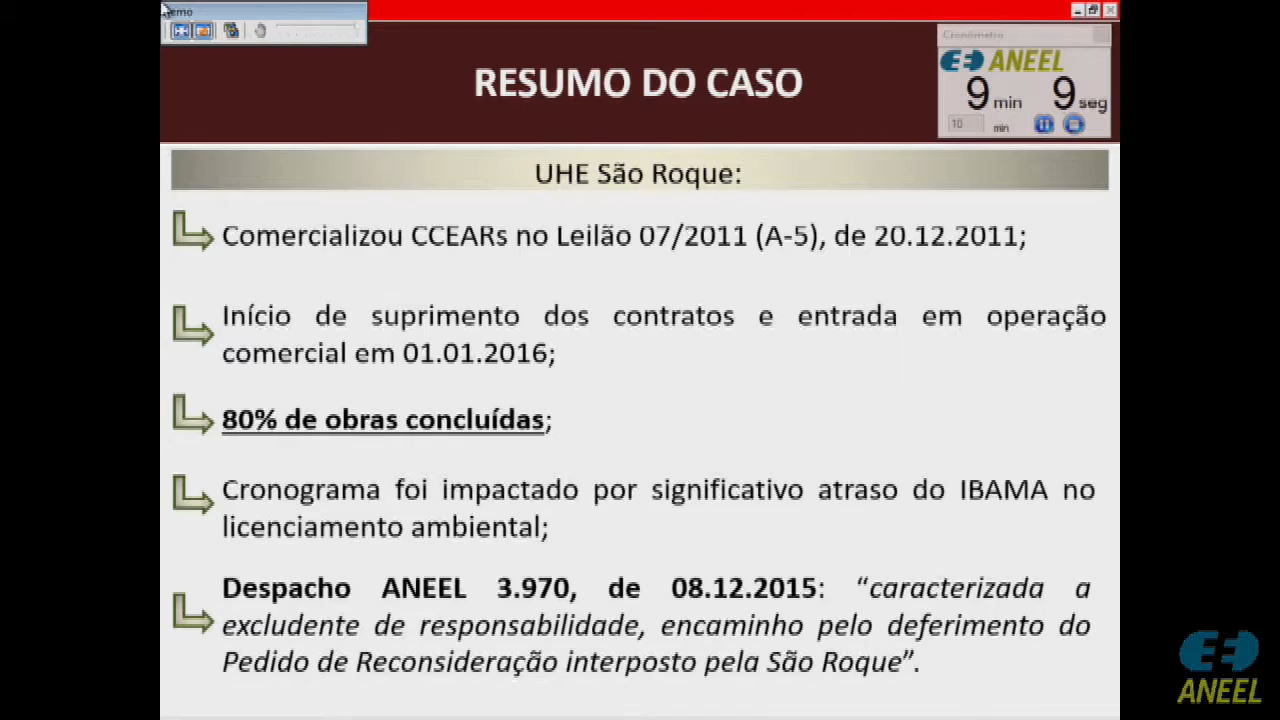 emo
RESUMO DO CASO
Cronômetro
ANEEL
9 min 9 seg
10 min
UHE São Roque:
Comercializou CCEARs no Leilão 07/2011 (A-5), de 20.12.2011;
Início de suprimento dos contratos e entrada em operação
comercial em 01.01.2016;
80% de obras concluídas;
Cronograma foi impactado por significativo atraso do IBAMA no
licenciamento ambiental;
Despacho ANEEL 3.970, de 08.12.2015: “caracterizada a
excludente de responsabilidade, encaminho pelo deferimento do
Pedido de Reconsideração interposto pela São Roque”.
ANEEL